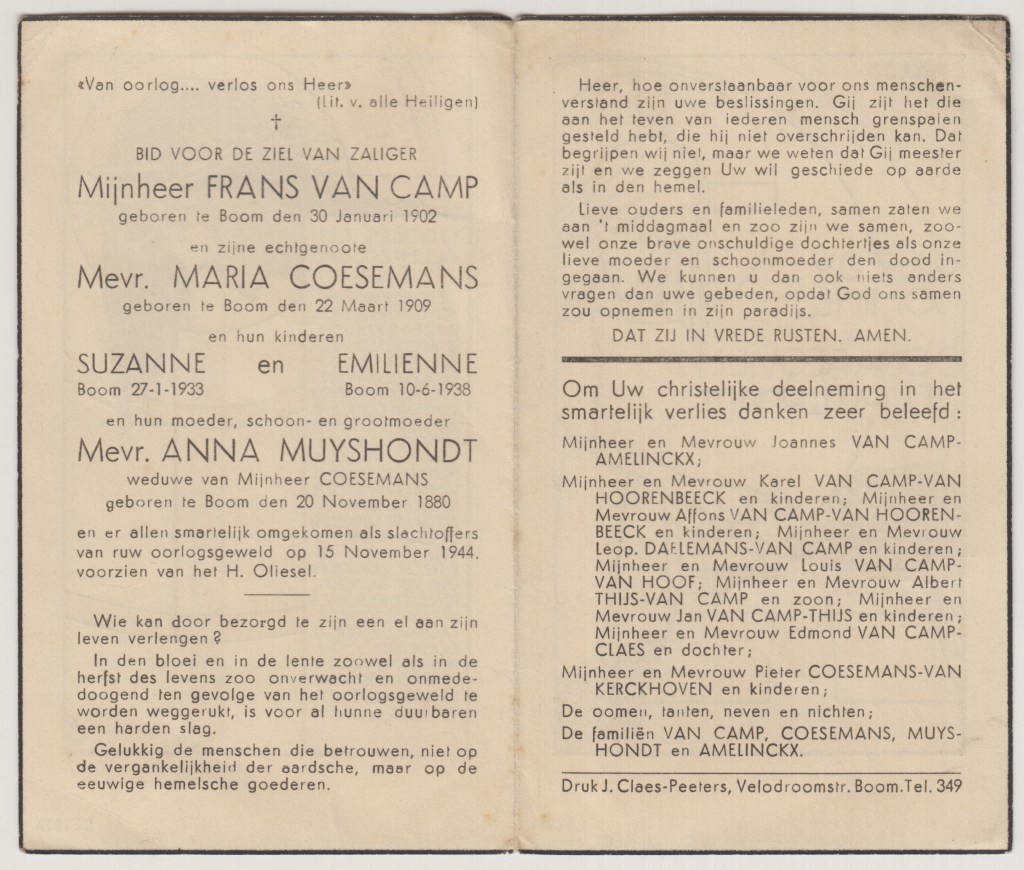 «Van oorlog.... verlos ons Heer»
(Lit. v. alle Heiligen)
†
BID VOOR DE ZIEL VAN ZALIGER
Mijnheer FRANS VAN CAMP
geboren te Boom den 30 Januari 1902
en zijne echtgenoote
Mevr. MARIA COESEMANS
geboren te Boom den 22 Maart 1909
en hun kinderen
SUZANNE en EMILIENNE
Boom 27-1-1933 Boom 10-6-1938
en hun moeder, schoon- en grootmoeder
Mevr. ANNA MUYSHONDT
weduwe van Mijnheer COESEMANS
geboren te Boom den 20 November 1880
en er allen smartelijk omgekomen als slachtoffers
van ruw oorlogsgeweld op 15 November 1944,
voorzien van het H. Oliesel.
Wie kan door bezorgd te zijn een el aan zijn
leven verlengen ?
In den bloei en in de lente zoowel als in de
herfst des levens zoo onverwacht en onmede-
doogend ten gevolge van het oorlogsgeweld te
worden weggerukt, is voor al hunne duurbaren
een harden slag.
Gelukkig de menschen die betrouwen, niet op
de vergankelijkheid der aardsche, maar op de
eeuwige hemelsche goederen.
Heer, hoe onverstaanbaar voor ons menschen-
verstand zijn uwe beslissingen. Gij zijt het die
aan het leven van iederen mensch grenspalen
gesteld hebt, die hij niet overschrijden kan. Dat
begrijpen wij niet, maar we weten dat Gij meester
zijt en we zeggen Uw wil geschiede op aarde
als in den hemel.
Lieve ouders en familieleden, samen zaten we
aan 't middagmaal en zoo zijn we samen, zoo-
wel onze brave onschuldige dochtertjes als onze
lieve moeder en schoonmoeder den dood in-
gegaan. We kunnen u dan ook niets anders
vragen dan uwe gebeden, opdat God ons samen
zou opnemen in zijn paradijs.
DAT ZIJ IN VREDE RUSTEN. AMEN.
Om Uw christelijke deelneming in het
smartelijk verlies danken zeer beleefd :
Mijnheer en Mevrouw Joannes VAN CAMP-
AMELINCKX;
Mijnheer en Mevrouw Karel VAN CAMP-VAN
HOORENBEECK en kinderen; Mijnheer en
Mevrouw Alfons VAN CAMP-VAN HOOREN-
BEECK en kinderen; Mijnheer en Mevrouw
Leop. DAELEMANS-VAN CAMP en kinderen;
Mijnheer en Mevrouw Louis VAN CAMP-
VAN HOOF; Mijnheer en Mevrouw Albert
THIJS-VAN CAMP en zoon; Mijnheer en
Mevrouw Jan VAN CAMP-THIJS en kinderen;
Mijnheer en Mevrouw Edmond VAN CAMP-
CLAES en dochter;
Mijnheer en Mevrouw Pieter COESEMANS-VAN
KERCKHOVEN en kinderen;
De oomen, tanten, neven en nichten;
De familiën VAN CAMP, COESEMANS, MUYS-
HONDT en AMELINCKX.
Druk J. Claes-Peeters, Velodroomstr. Boom. Tel. 349